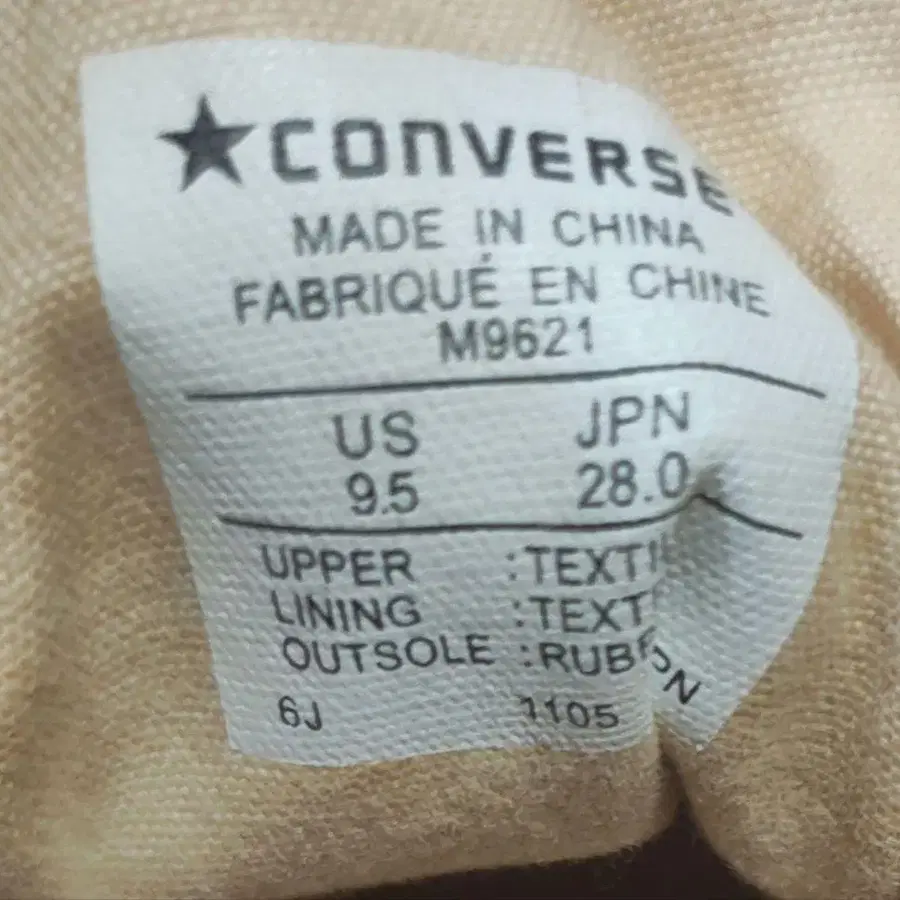 CONVERSE
MADE IN CHINA
FABRIQUÉ EN CHINE
M9621
US JPN
9.5 28.0
UPPER :TEXTI
LINING :TEXT
OUTSOLE :RUB
6J 1105